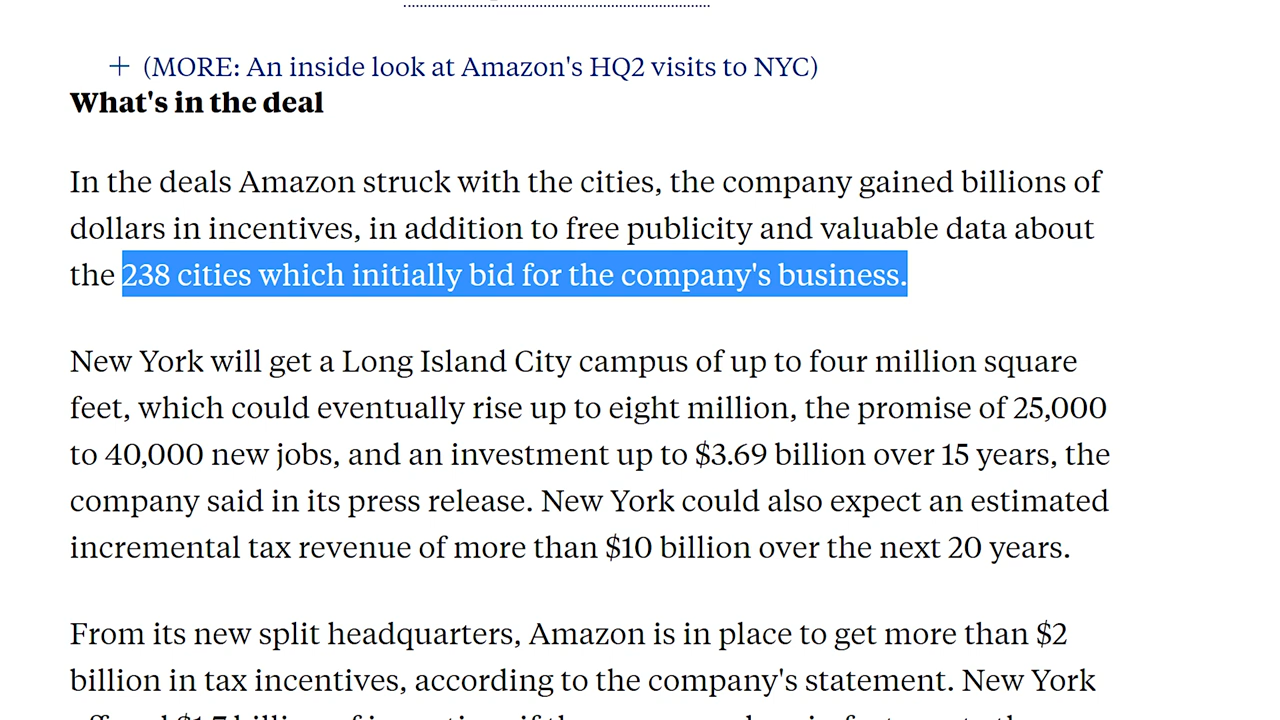 + (MORE: An inside look at Amazon's HQ2 visits to NYC)
What's in the deal
In the deals Amazon struck with the cities, the company gained billions of
dollars in incentives, in addition to free publicity and valuable data about
the 238 cities which initially bid for the company's business.
New York will get a Long Island City campus of up to four million square
feet, which could eventually rise up to eight million, the promise of 25,000
to 40,000 new jobs, and an investment up to $3.69 billion over 15 years, the
company said in its press release. New York could also expect an estimated
incremental tax revenue of more than $10 billion over the next 20 years.
From its new split headquarters, Amazon is in place to get more than $2
billion in tax incentives, according to the company's statement. New York